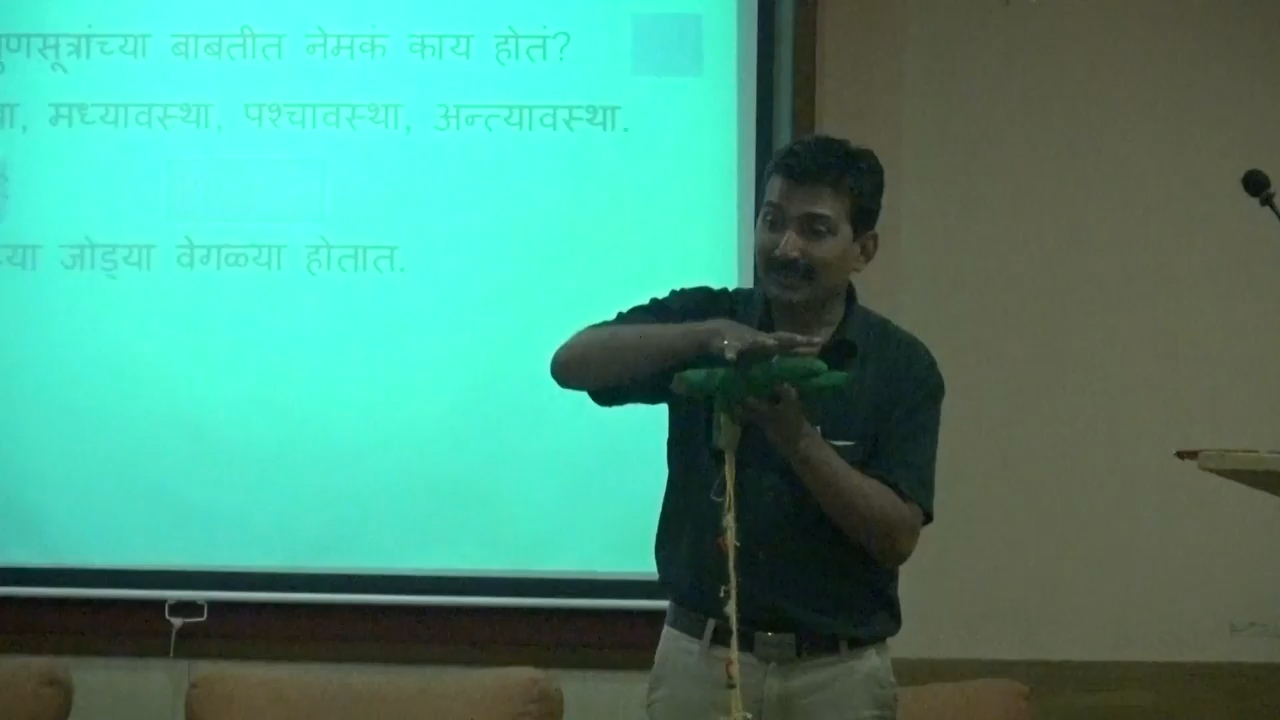 गुणसूत्रांच्या बाबतीत नेमकं काय होतं?
मध्यावस्था, पश्चावस्था, अन्त्यावस्था.
जोड्या वेगळ्या होतात.